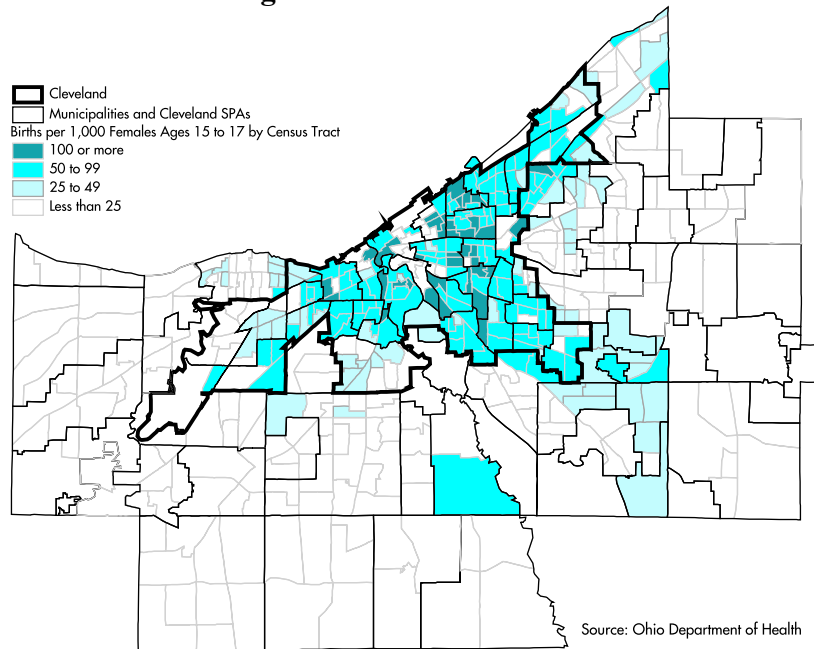 Cleveland
Municipalities and Cleveland SPAs
Births per 1,000 Females Ages 15 to 17 by Census Tract
100 or more
50 to 99
25 to 49
Less than 25
Source: Ohio Department of Health